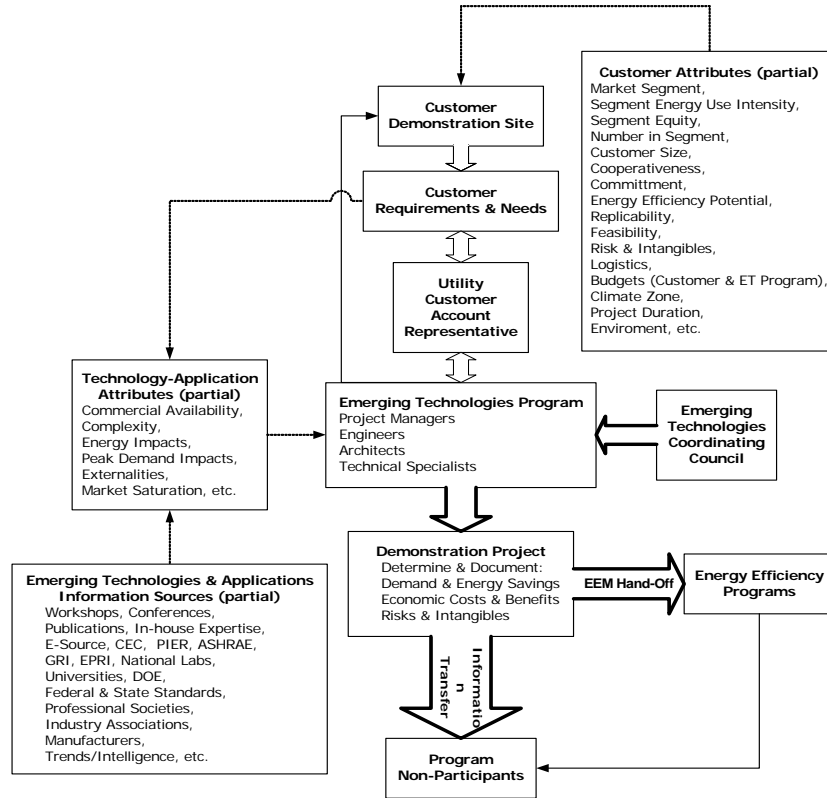 Customer Attributes (partial)
Market Segment,
Segment Energy Use Intensity,
Segment Equity,
Number in Segment,
Customer Size,
Cooperativeness,
Committment,
Energy Efficiency Potential,
Replicability,
Feasibility,
Risk & Intangibles,
Logistics,
Budgets (Customer & ET Program),
Climate Zone,
Project Duration,
Enviroment, etc.
Customer
Demonstration Site
Customer
Requirements & Needs
Utility
Customer
Account
Representative
Technology-Application
Attributes (partial)
Commercial Availability,
Complexity,
Energy Impacts,
Peak Demand Impacts,
Externalities,
Market Saturation, etc.
Emerging Technologies Program
Project Managers
Engineers
Architects
Technical Specialists
Emerging
Technologies
Coordinating
Council
Emerging Technologies & Applications
Information Sources (partial)
Workshops, Conferences,
Publications, In-house Expertise,
E-Source, CEC, PIER, ASHRAE,
GRI, EPRI, National Labs,
Universities, DOE,
Federal & State Standards,
Professional Societies,
Industry Associations,
Manufacturers,
Trends/Intelligence, etc.
Demonstration Project
Determine & Document:
Demand & Energy Savings
Economic Costs & Benefits
Risks & Intangibles
EEM Hand-Off
Energy Efficiency
Programs
Informatio
n
Transfer
Program
Non-Participants